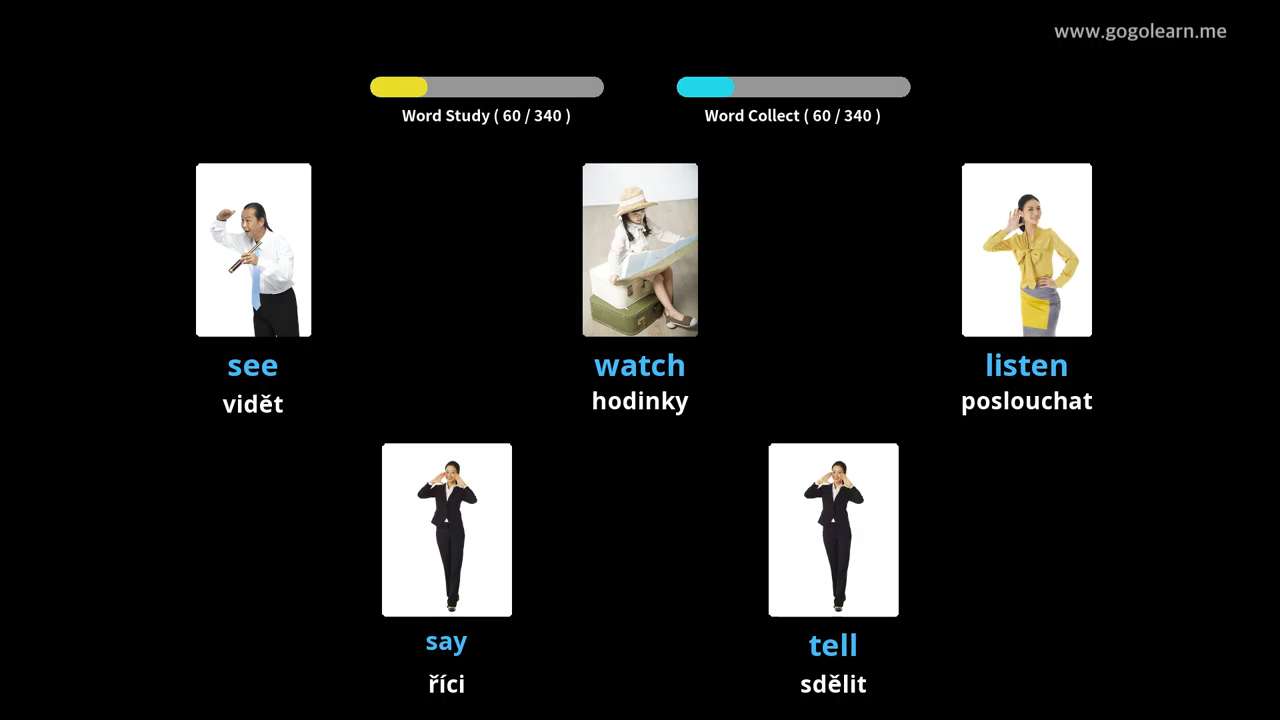 www.gogolearn.me
Word Study ( 60 / 340 )
Word Collect ( 60 / 340 )
see
vidět
watch
hodinky
listen
poslouchat
say
říci
tell
sdělit